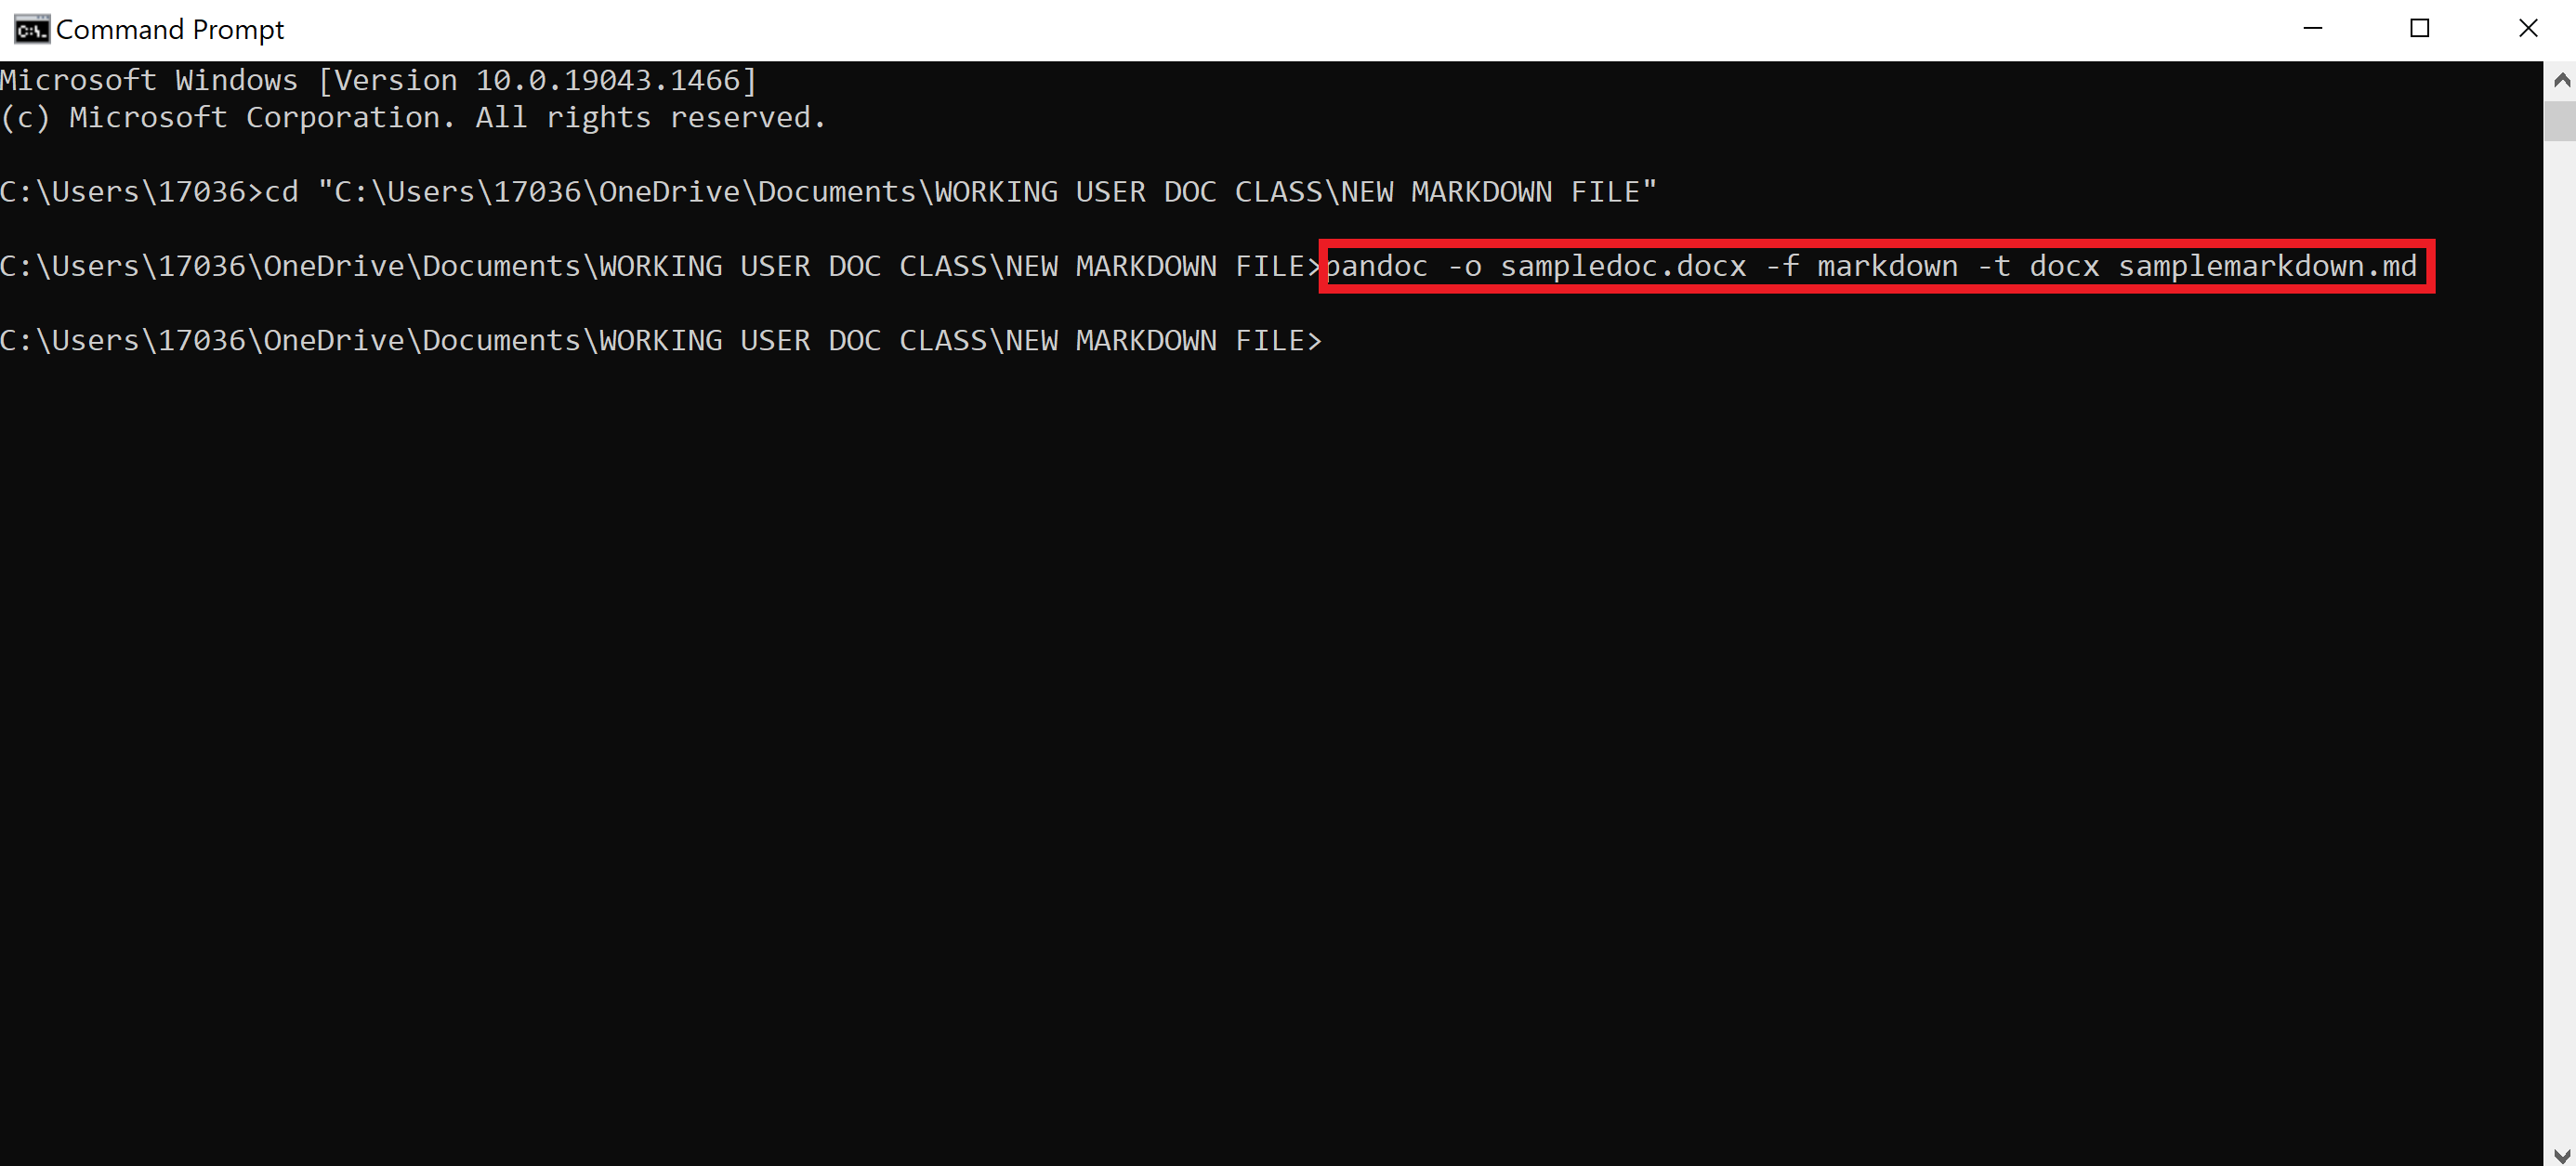 Command Prompt
Microsoft Windows [Version 10.0.19043.1466]
(c) Microsoft Corporation. All rights reserved.
C:\Users\17036>cd "C:\Users\17036\OneDrive\Documents\WORKING USER DOC CLASS\NEW MARKDOWN FILE"
C:\Users\17036\OneDrive\Documents\WORKING USER DOC CLASS\NEW MARKDOWN FILE>pandoc -o sampledoc.docx -f markdown -t docx samplemarkdown.md
C:\Users\17036\OneDrive\Documents\WORKING USER DOC CLASS\NEW MARKDOWN FILE>